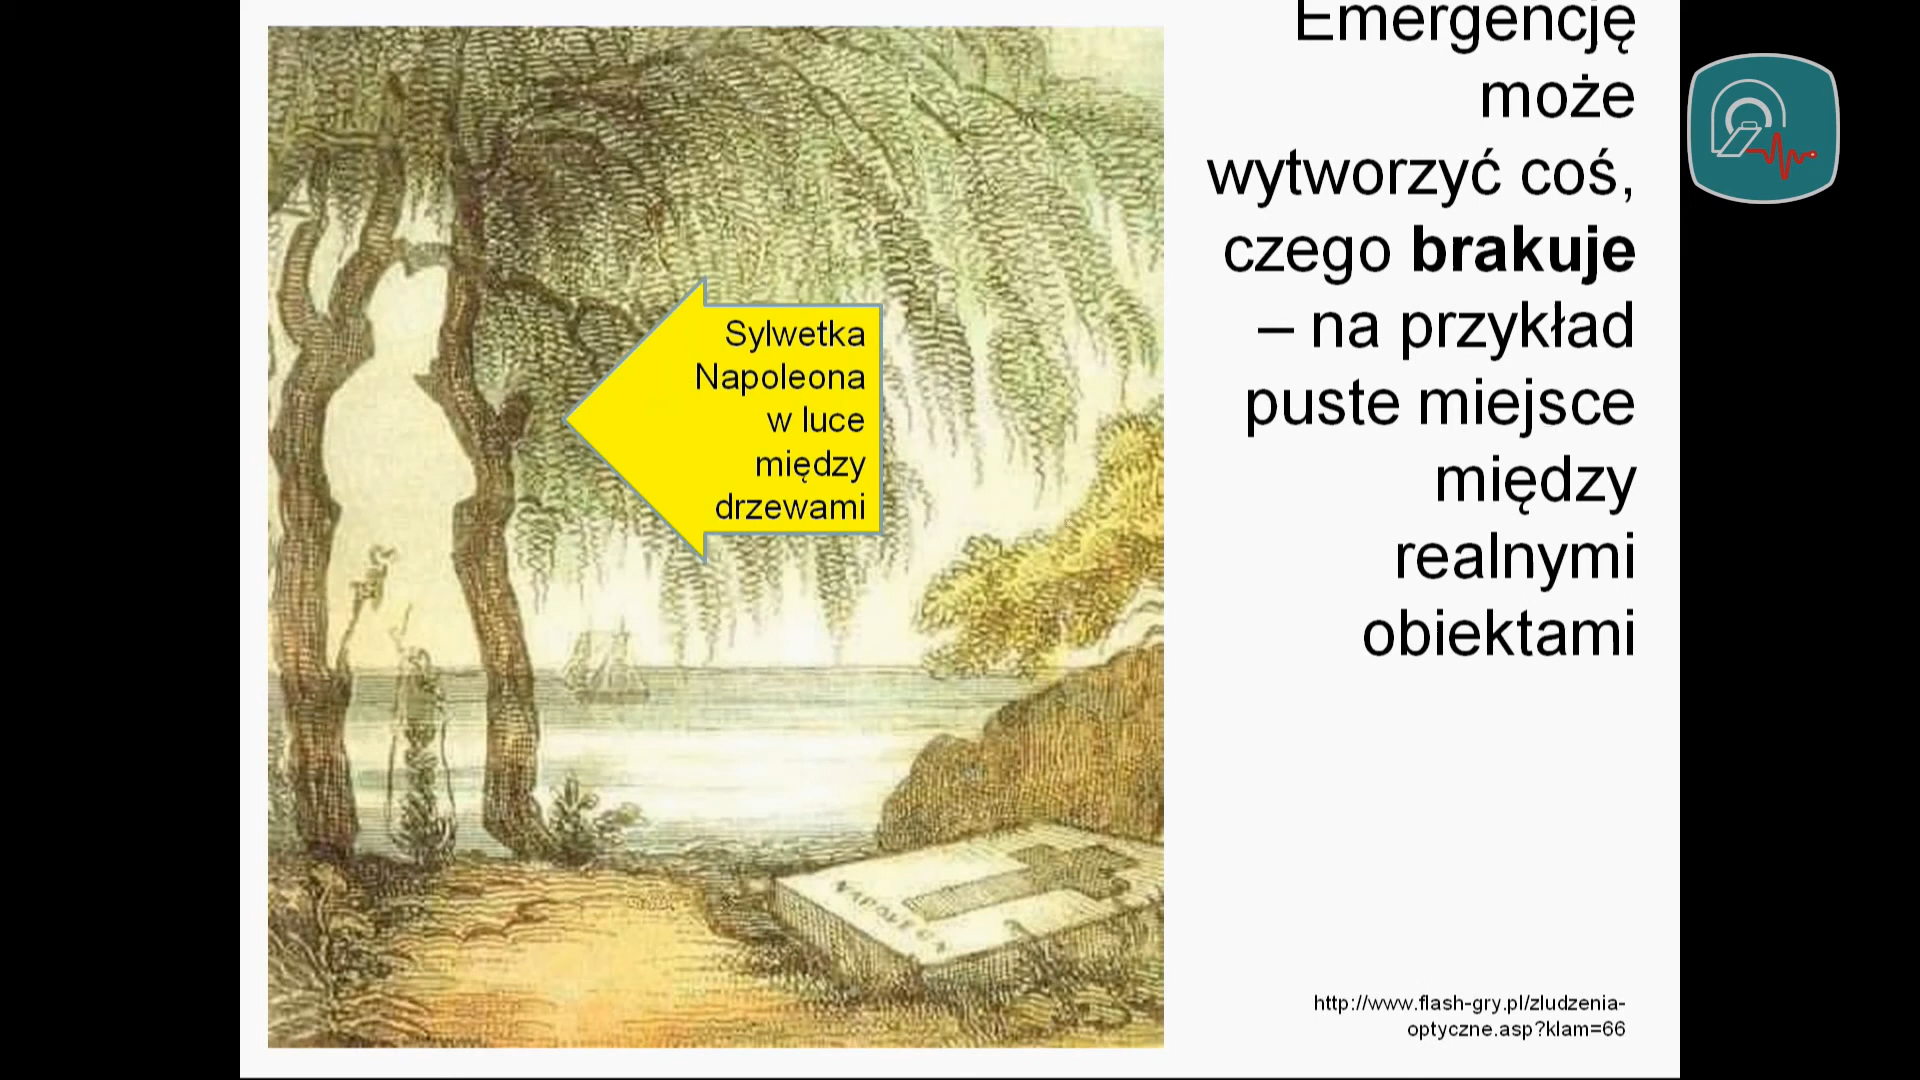 Emergencję
może
wytworzyć coś,
czego brakuje
– na przykład
puste miejsce
między
realnymi
obiektami
Sylwetka
Napoleona
w luce
między
drzewami
NAPOLEON
http://www.flash-gry.pl/zludzenia-
optyczne.asp?klam=66